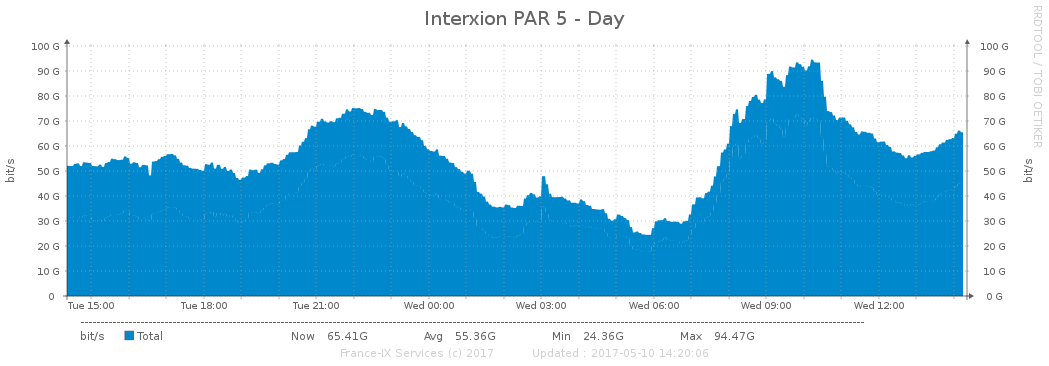 Interxion PAR 5 - Day
RRDTOOL / TOBI OETIKER
100 G 100 G
90 G 90 G
80 G 80 G
70 G 70 G
60 G 60 G
50 G 50 G
40 G 40 G
30 G 30 G
20 G 20 G
10 G 10 G
0 0 G
bit/s bit/s
Tue 15:00 Tue 18:00 Tue 21:00 Wed 00:00 Wed 03:00 Wed 06:00 Wed 09:00 Wed 12:00
bit/s Total Now 65.41G Avg 55.36G Min 24.36G Max 94.47G
France-IX Services (c) 2017 Updated : 2017-05-10 14:20:06